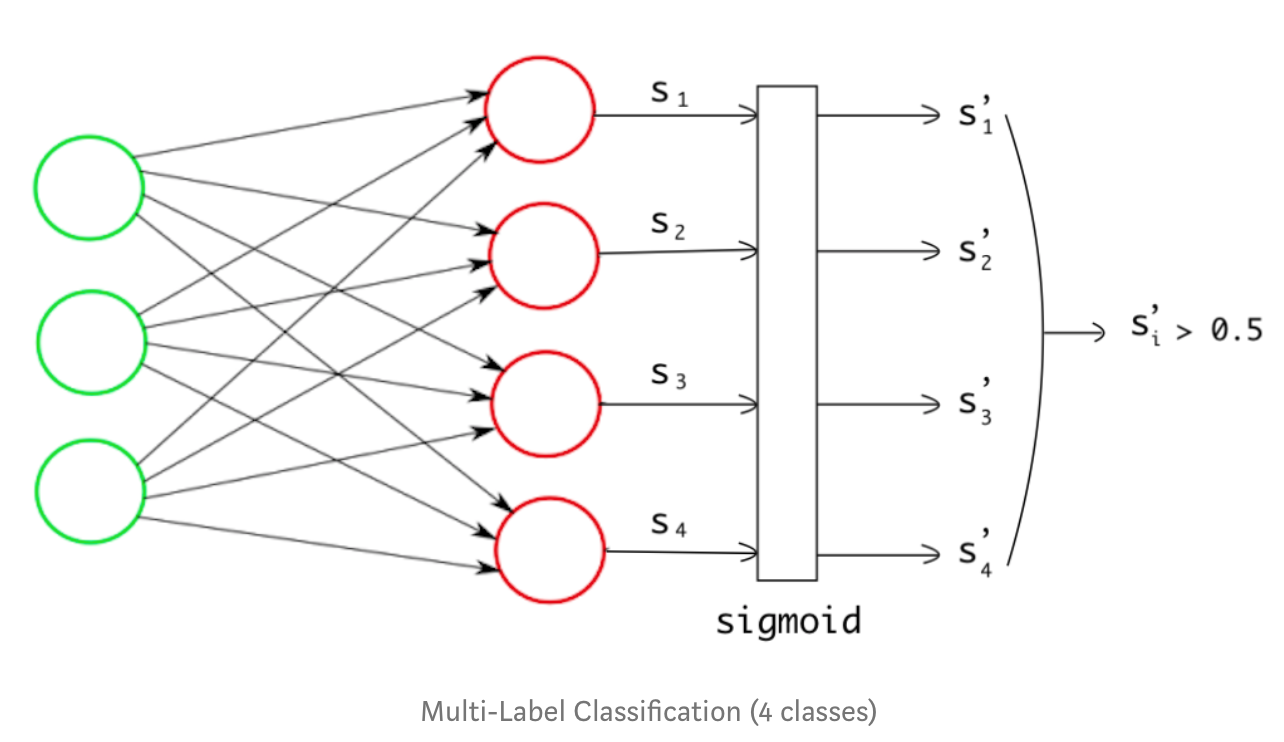 s1
s2
s3
s4
sigmoid
s'1
s'2
s'3
s'4
s'i > 0.5
Multi-Label Classification (4 classes)